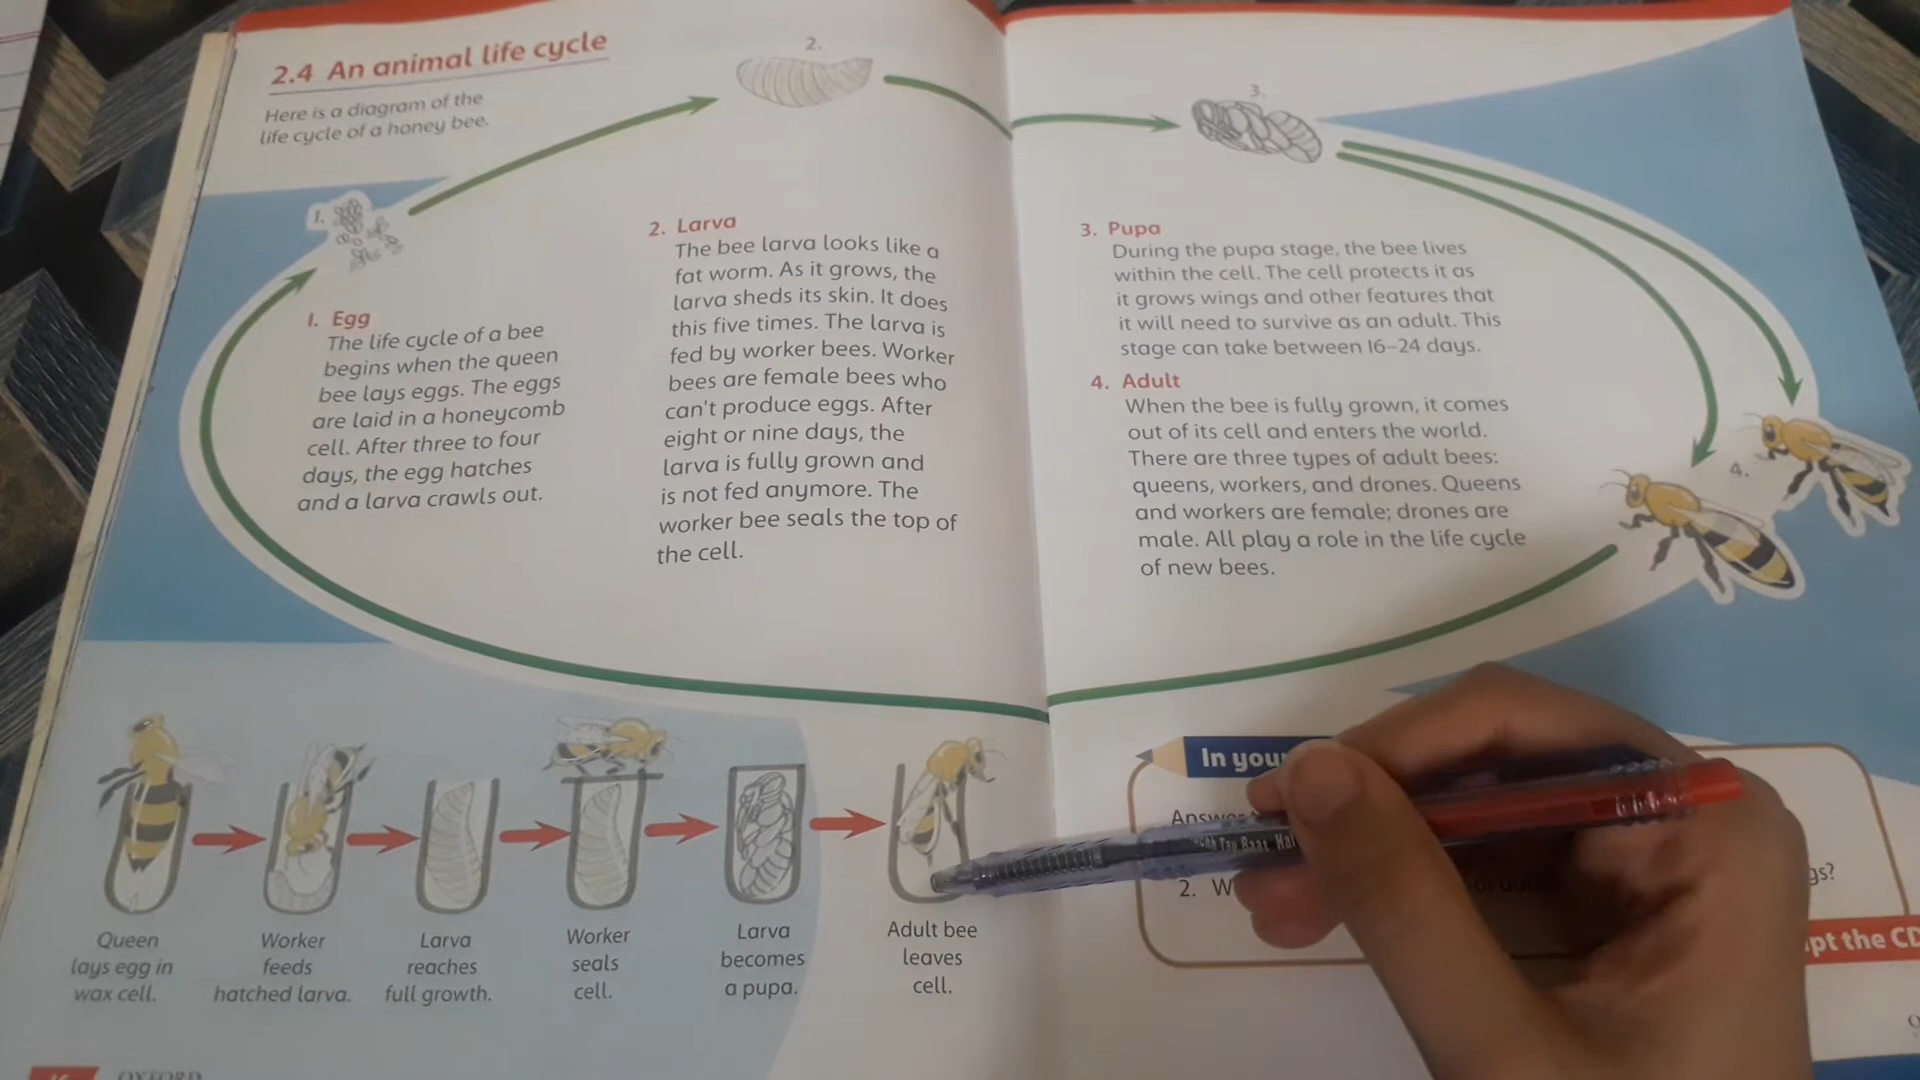 2.4 An animal life cycle
Here is a diagram of the
life cycle of a honey bee.
1.
2.
3.
4.
1. Egg
The life cycle of a bee
begins when the queen
bee lays eggs. The eggs
are laid in a honeycomb
cell. After three to four
days, the egg hatches
and a larva crawls out.
2. Larva
The bee larva looks like a
fat worm. As it grows, the
larva sheds its skin. It does
this five times. The larva is
fed by worker bees. Worker
bees are female bees who
can't produce eggs. After
eight or nine days, the
larva is fully grown and
is not fed anymore. The
worker bee seals the top of
the cell.
3. Pupa
During the pupa stage, the bee lives
within the cell. The cell protects it as
it grows wings and other features that
it will need to survive as an adult. This
stage can take between 16–24 days.
4. Adult
When the bee is fully grown, it comes
out of its cell and enters the world.
There are three types of adult bees:
queens, workers, and drones. Queens
and workers are female; drones are
male. All play a role in the life cycle
of new bees.
Queen
lays egg in
wax cell.
Worker
feeds
hatched larva.
Larva
reaches
full growth.
Worker
seals
cell.
Larva
becomes
a pupa.
Adult bee
leaves
cell.
In your
2.
pt the CD
OXFORD